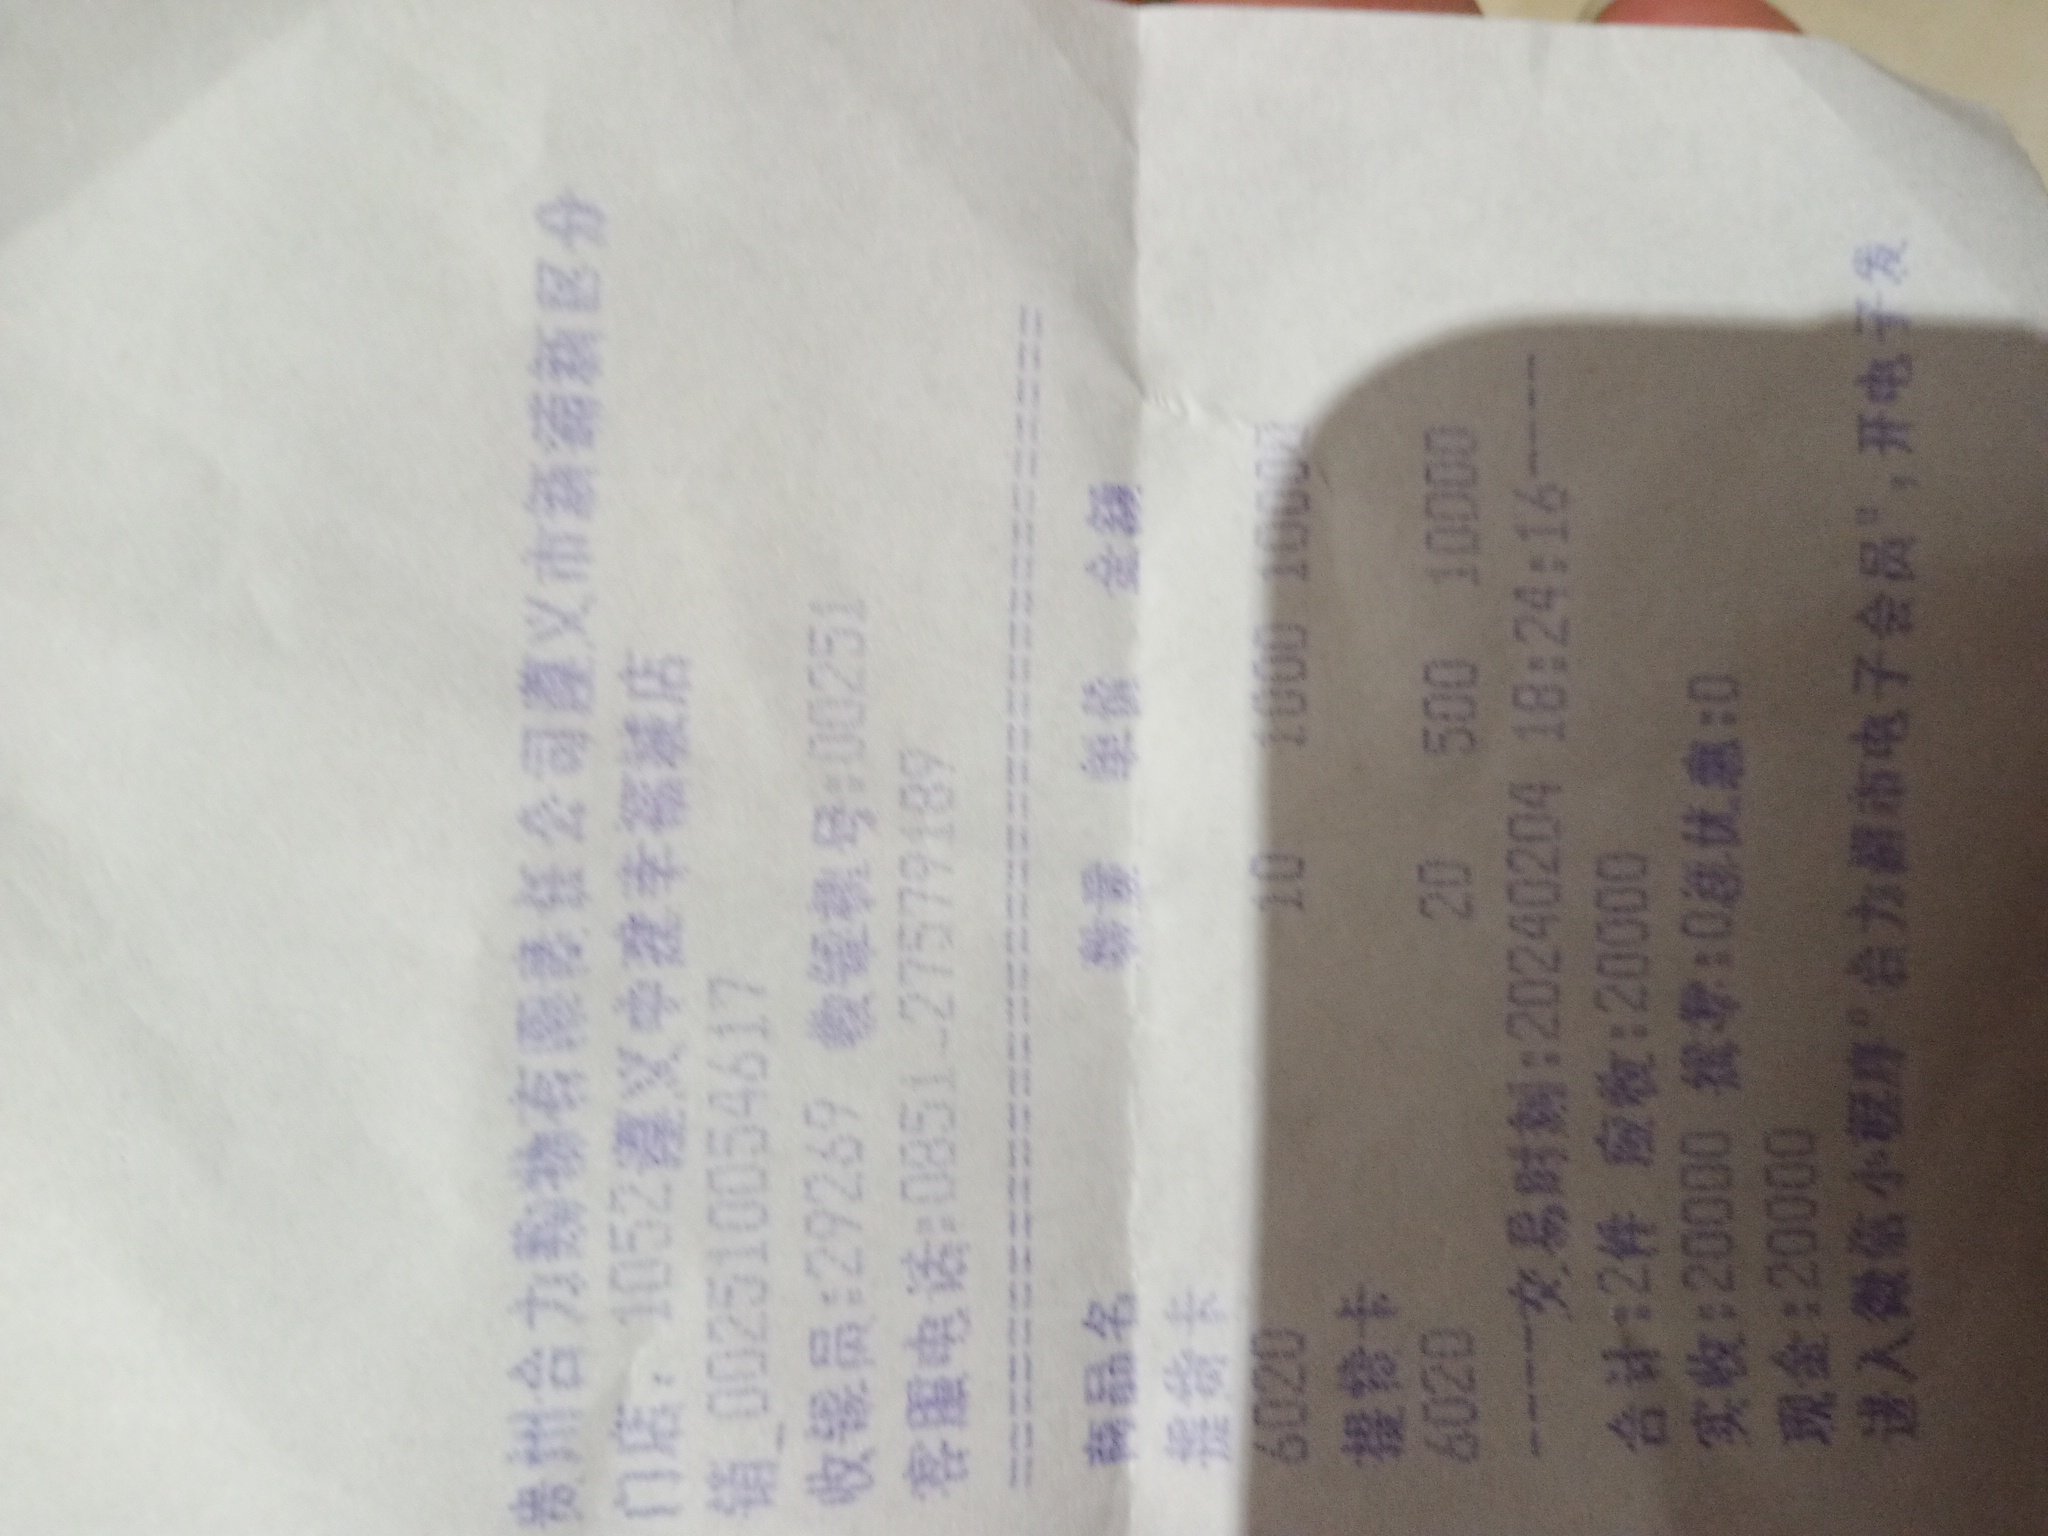 贵州合力购物有限责任公司遵义市新蒲新区分
门店: 1052遵义中建幸福城店
销_002510054617
收银员:29269 收银机号:00251
客服电话:0851-27579189
==============================
商品名 数量 单价 金额
提货卡
6020 10 1000 10000
提货卡
6020 20 500 10000
-----交易时刻:20240204 18:24:16-----
合计:2件 应收:20000
实收:20000 找零:0总优惠:0
现金:20000
进入微信小程序"合力超市电子会员",开电子发